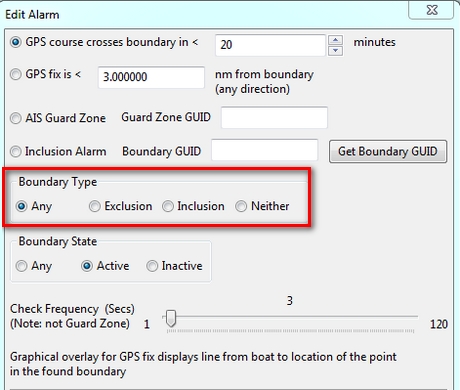 Edit Alarm
GPS course crosses boundary in < 20 minutes
GPS fix is < 3.000000 nm from boundary
(any direction)
AIS Guard Zone Guard Zone GUID
Inclusion Alarm Boundary GUID Get Boundary GUID
Boundary Type
Any Exclusion Inclusion Neither
Boundary State
Any Active Inactive
3
Check Frequency (Secs)
(Note: not Guard Zone) 1 120
Graphical overlay for GPS fix displays line from boat to location of the point
in the found boundary